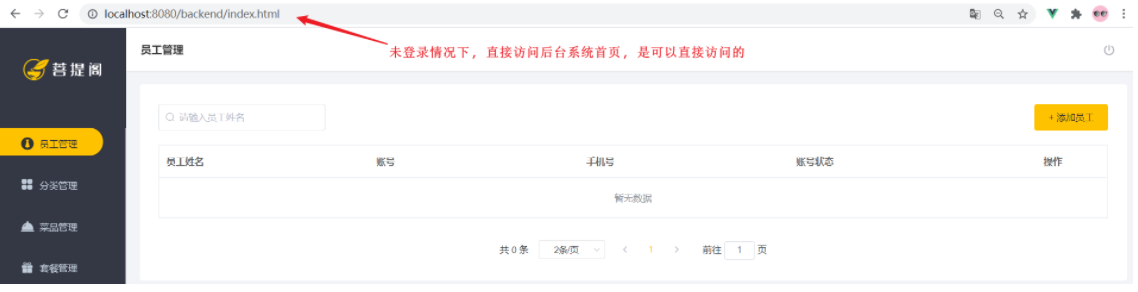 localhost:8080/backend/index.html
未登录情况下，直接访问后台系统首页，是可以直接访问的
菩提阁
员工管理
员工管理
分类管理
菜品管理
套餐管理
请输入员工姓名
+ 添加员工
员工姓名 账号 手机号 账号状态 操作
暂无数据
共 0 条 2条/页 < 1 > 前往 1 页